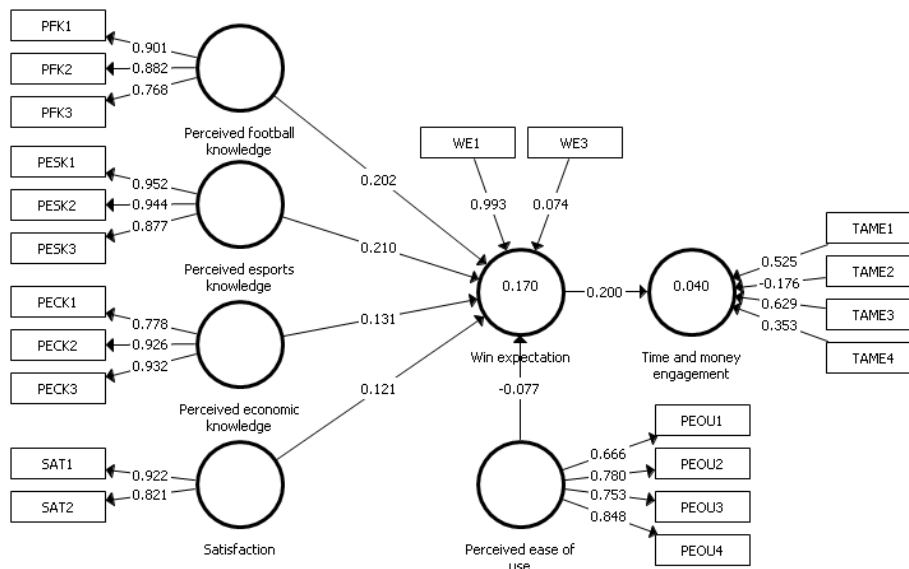 PFK1
0.901
PFK2
0.882
PFK3
0.768
Perceived football
knowledge
PESK1
0.952
PESK2
0.944
PESK3
0.877
Perceived esports
knowledge
PECK1
0.778
PECK2
0.926
PECK3
0.932
Perceived economic
knowledge
SAT1
0.922
SAT2
0.821
Satisfaction
0.202
0.210
0.131
0.121
-0.077
WE1
WE3
0.993
0.074
0.170
Win expectation
0.200
0.040
Time and money
engagement
TAME1
0.525
TAME2
-0.176
TAME3
0.629
TAME4
0.353
PEOU1
0.666
PEOU2
0.780
PEOU3
0.753
PEOU4
0.848
Perceived ease of
use